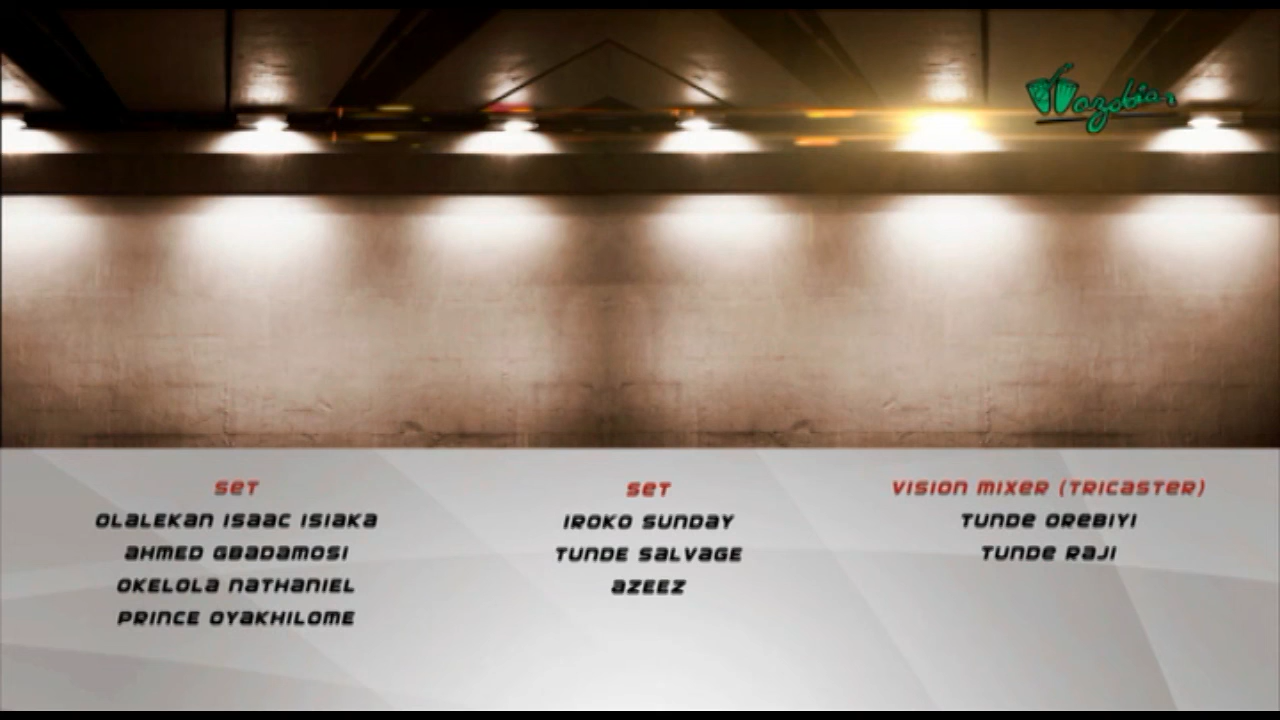 Wazobia
SET
OLALEKAN ISAAC ISIAKA
AHMED GBADAMOSI
OKELOLA NATHANIEL
PRINCE OYAKHILOME
SET
IROKO SUNDAY
TUNDE SALVAGE
AZEEZ
VISION MIXER (TRICASTER)
TUNDE OREBIYI
TUNDE RAJI